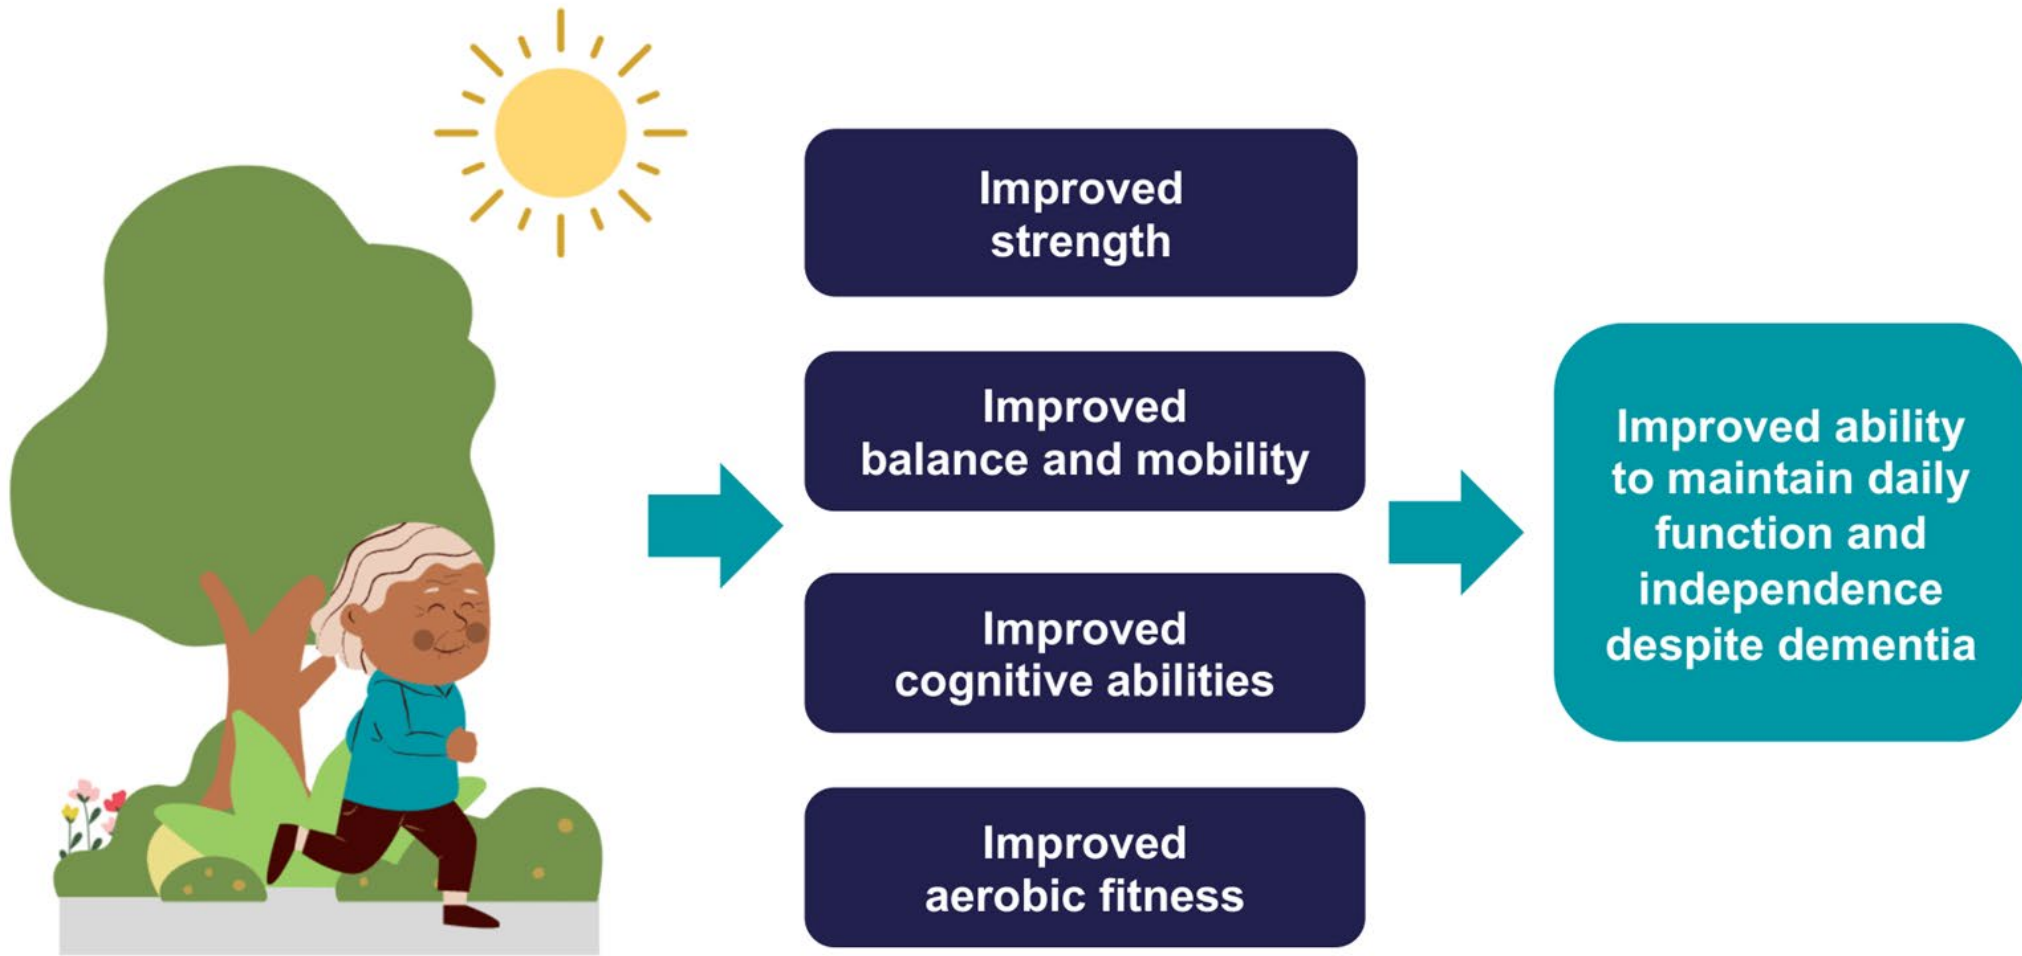 Improved
strength
Improved
balance and mobility
Improved
cognitive abilities
Improved
aerobic fitness
Improved ability
to maintain daily
function and
independence
despite dementia